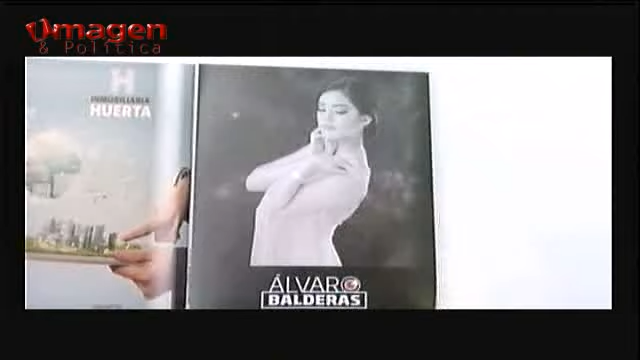 Imagen
& Política
INMOBILIARIA
HUERTA
ÁLVARO
BALDERAS